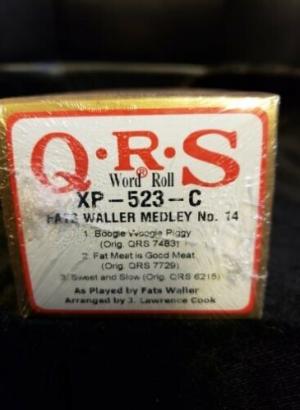 Q·R·S
®
Word Roll
XP-523-C
FATS WALLER MEDLEY No. 14
1. Boogie Woogie Piggy
(Orig. QRS 7483)
2. Fat Meat is Good Meat
(Orig. QRS 7729)
3. Sweet and Slow (Orig. QRS 6215)
As Played by Fats Waller
Arranged by J. Lawrence Cook